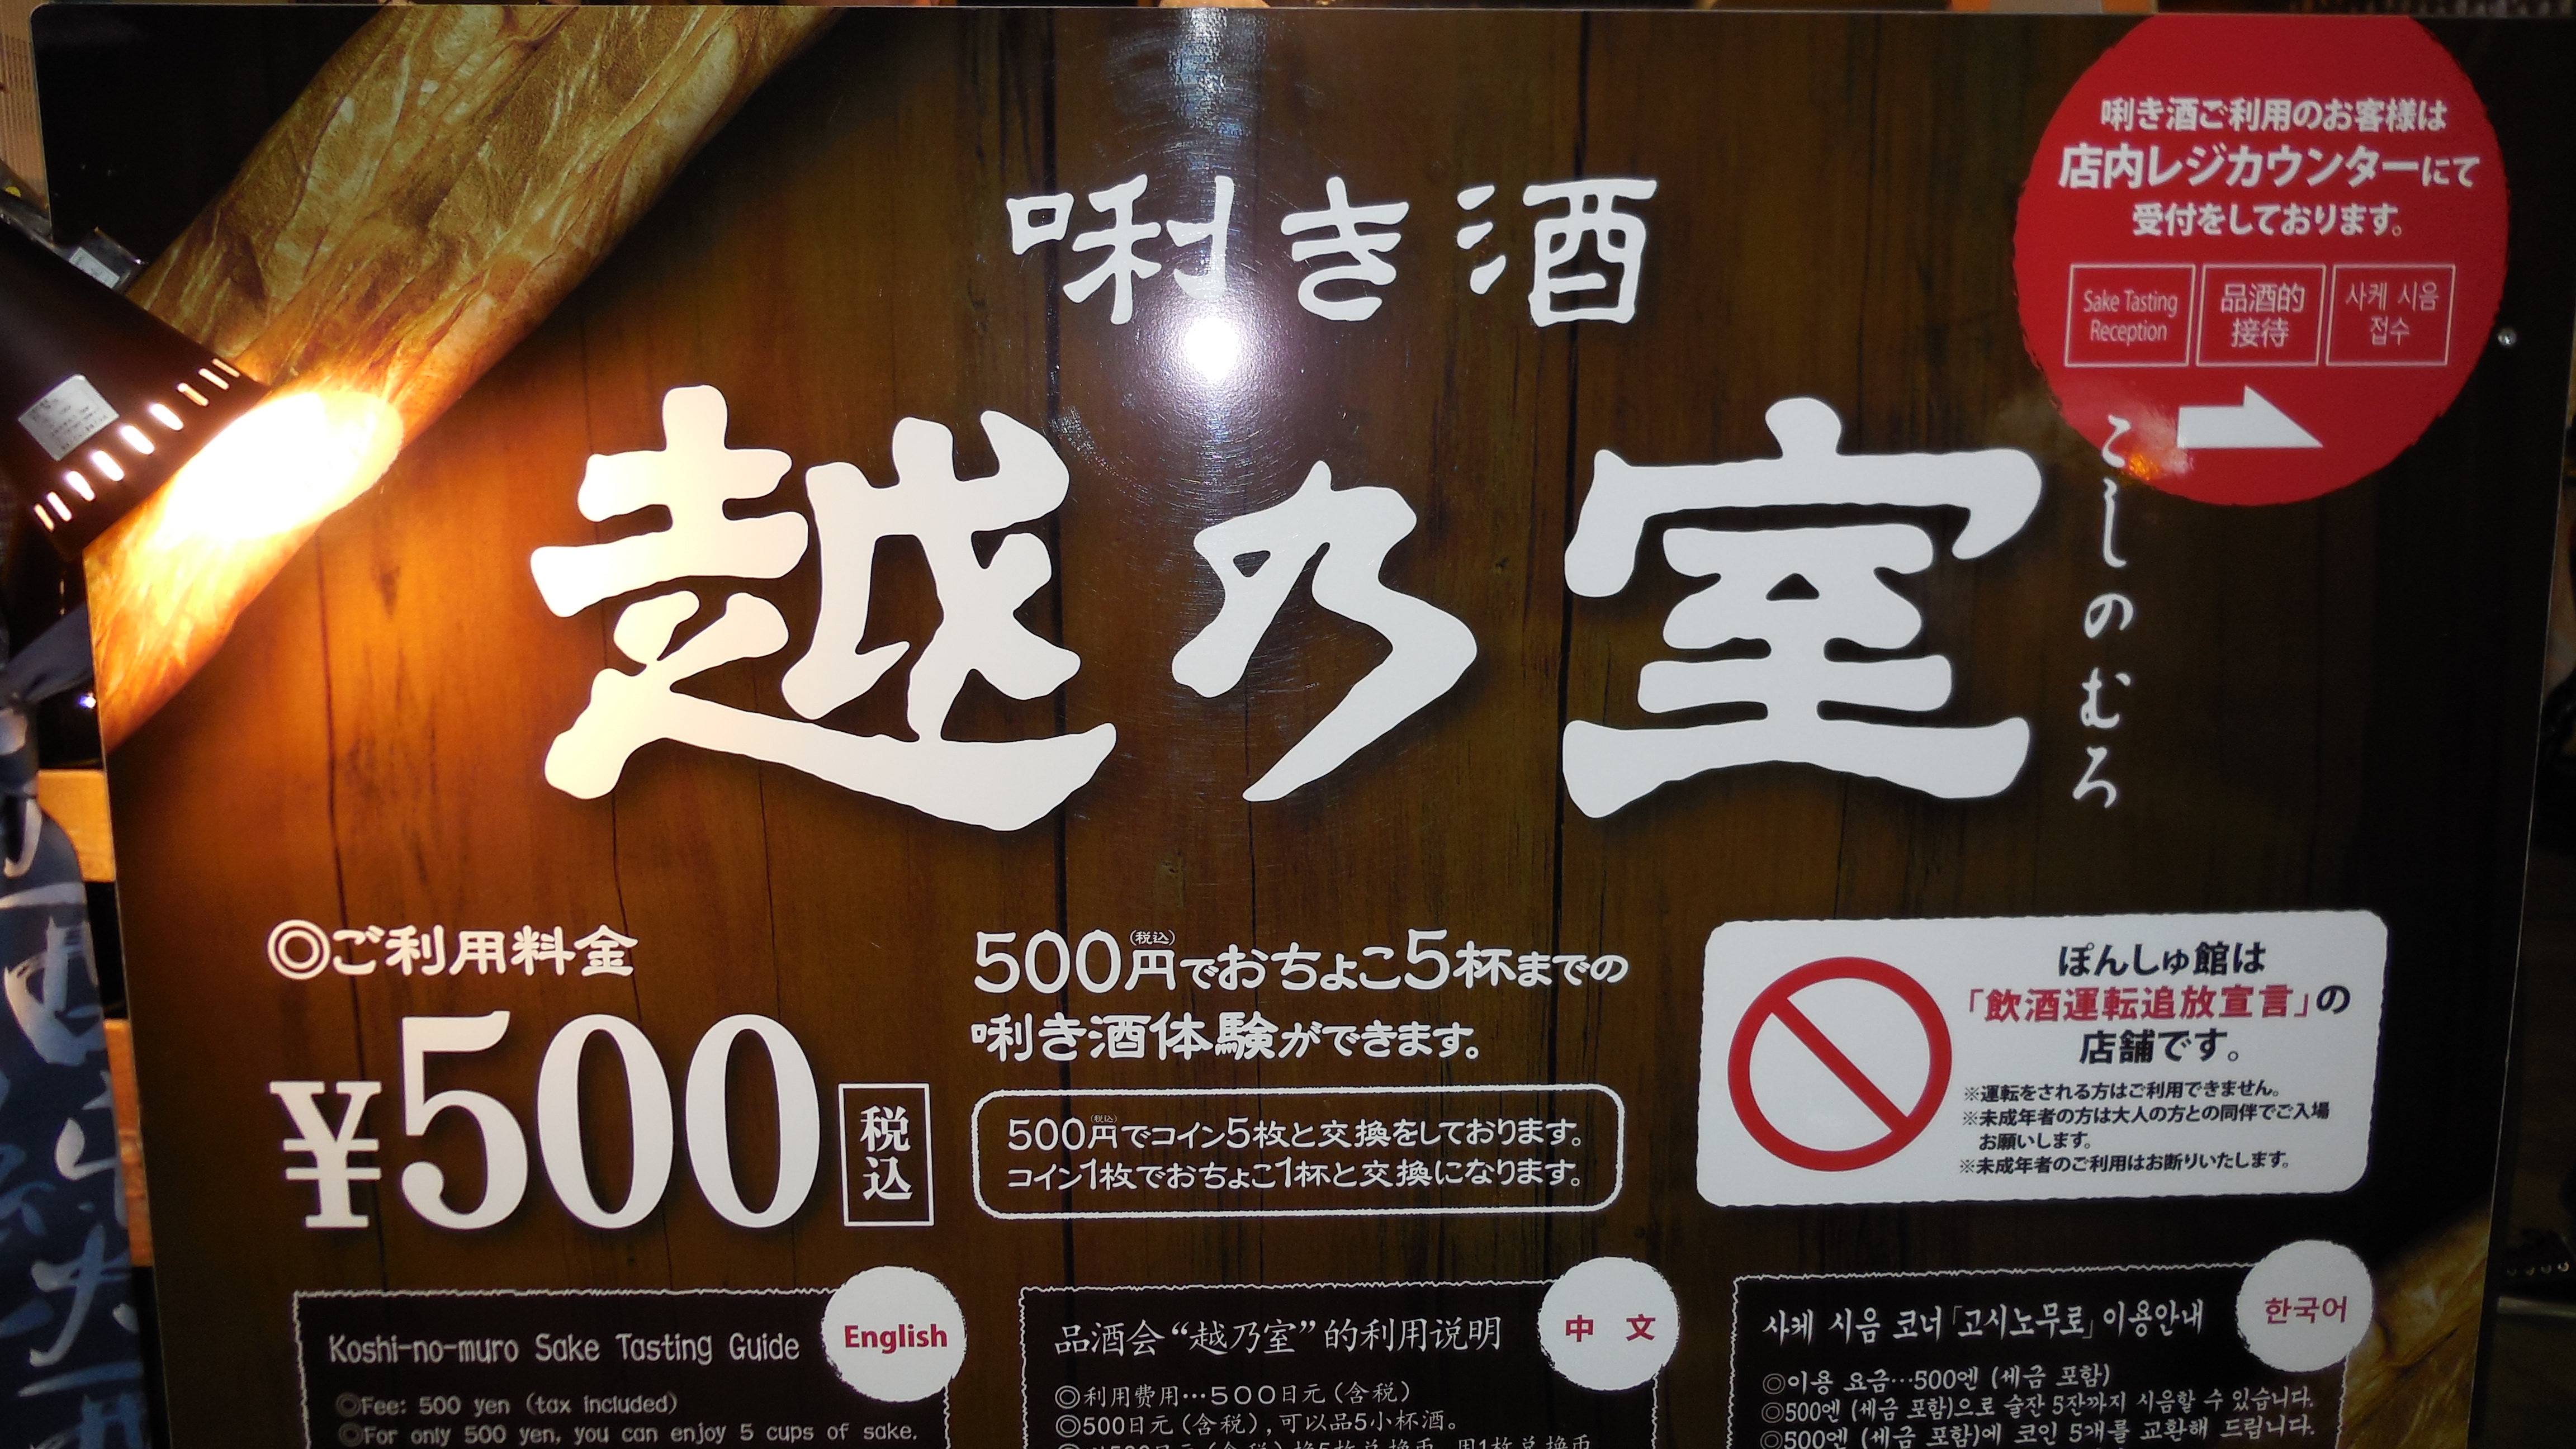 唎き酒ご利用のお客様は
店内レジカウンターにて
受付をしております。
Sake Tasting
Reception
品酒的
接待
사케 시음
접수
唎き酒
越乃室
こしのむろ
◎ご利用料金
¥500
税込
500円(税込)でおちょこ5杯までの
唎き酒体験ができます。
500円(税込)でコイン5枚と交換をしております。
コイン1枚でおちょこ1杯と交換になります。
ぽんしゅ館は
「飲酒運転追放宣言」の
店舗です。
※運転をされる方はご利用できません。
※未成年者の方は大人の方との同伴でご入場
お願いします。
※未成年者のご利用はお断りいたします。
English
Koshi-no-muro Sake Tasting Guide
◎Fee: 500 yen (tax included)
◎For only 500 yen, you can enjoy 5 cups of sake.
中 文
品酒会“越乃室”的利用说明
◎利用费用…500日元(含税)
◎500日元(含税),可以品5小杯酒。
한국어
사케 시음 코너「고시노무로」이용안내
◎이용 요금…500엔 (세금 포함)
◎500엔 (세금 포함)으로 술잔 5잔까지 시음할 수 있습니다.
◎500엔 (세금 포함)에 코인 5개를 교환해 드립니다.